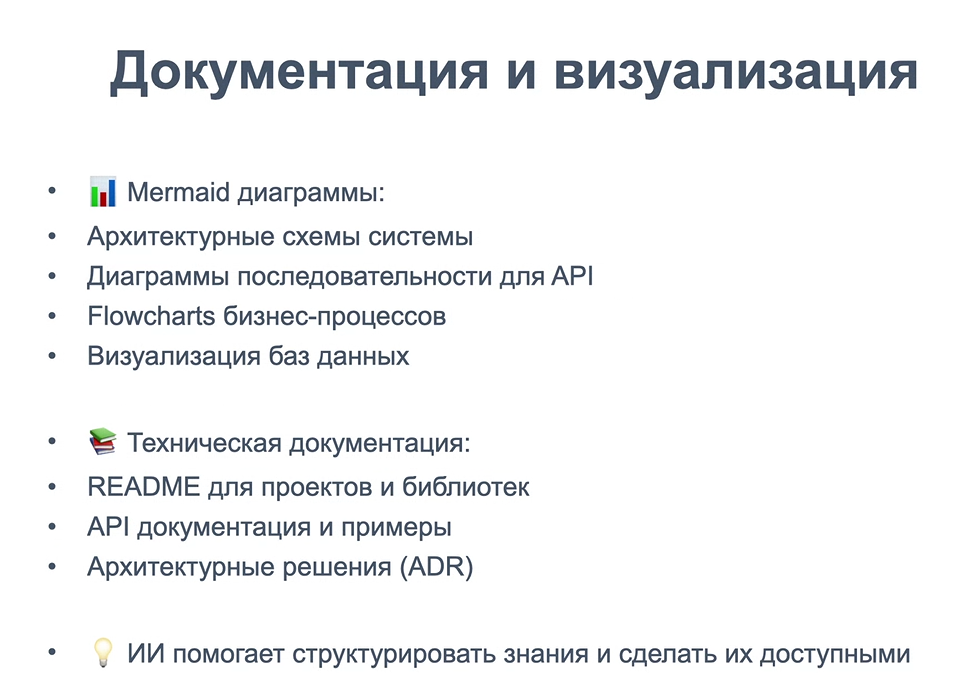 Документация и визуализация
• 📊 Mermaid диаграммы:
• Архитектурные схемы системы
• Диаграммы последовательности для API
• Flowcharts бизнес-процессов
• Визуализация баз данных
• 📚 Техническая документация:
• README для проектов и библиотек
• API документация и примеры
• Архитектурные решения (ADR)
• 💡 ИИ помогает структурировать знания и сделать их доступными